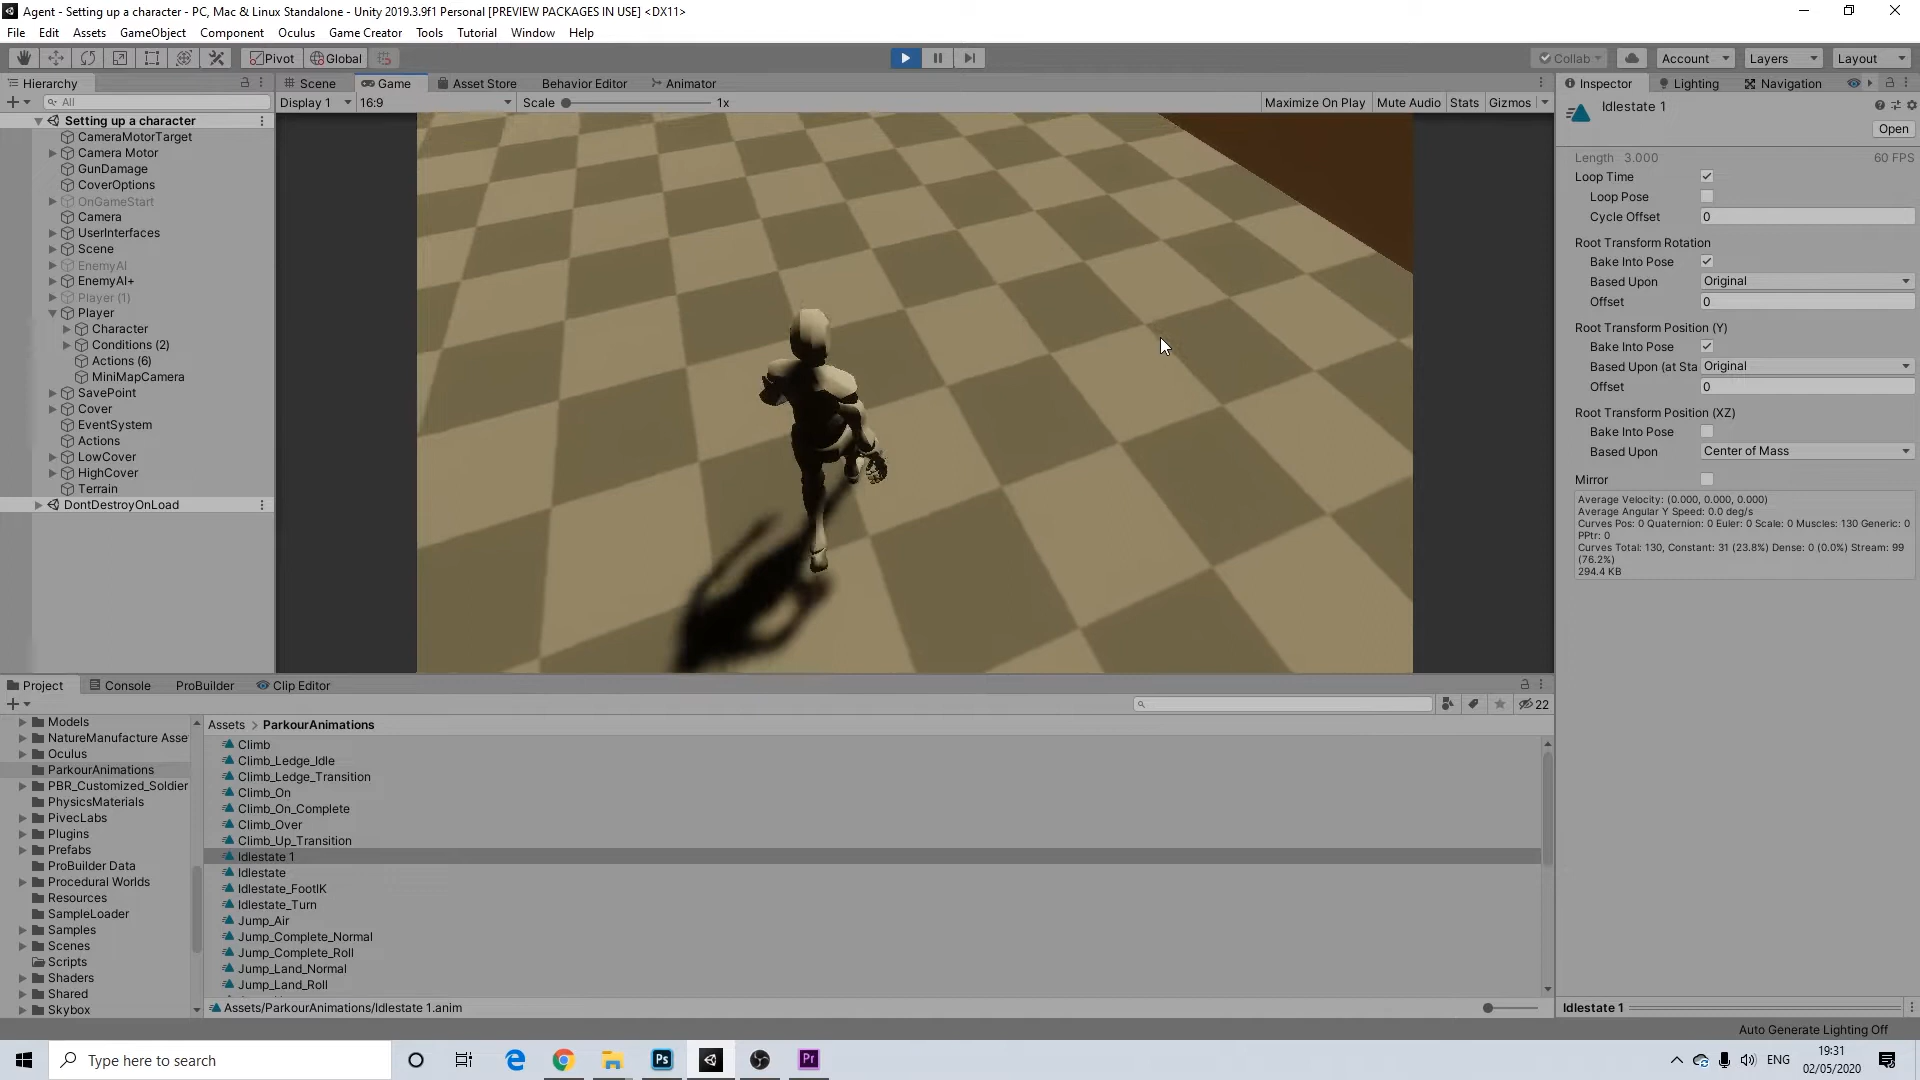 Agent - Setting up a character - PC, Mac & Linux Standalone - Unity 2019.3.9f1 Personal [PREVIEW PACKAGES IN USE] <DX11>
File Edit Assets GameObject Component Oculus Game Creator Tools Tutorial Window Help
Pivot Global Collab Account Layers Layout
Hierarchy Scene Game Asset Store Behavior Editor Animator Inspector Lighting Navigation
All
Display 1 16:9 Scale 1x Maximize On Play Mute Audio Stats Gizmos
Setting up a character
CameraMotorTarget
Camera Motor
GunDamage
CoverOptions
OnGameStart
Camera
UserInterfaces
Scene
EnemyAI
EnemyAI+
Player (1)
Player
Character
Conditions (2)
Actions (6)
MiniMapCamera
SavePoint
Cover
EventSystem
Actions
LowCover
HighCover
Terrain
DontDestroyOnLoad
Idlestate 1
Open
Length 3.000 60 FPS
Loop Time
Loop Pose
Cycle Offset 0
Root Transform Rotation
Bake Into Pose
Based Upon Original
Offset 0
Root Transform Position (Y)
Bake Into Pose
Based Upon (at Sta Original
Offset 0
Root Transform Position (XZ)
Bake Into Pose
Based Upon Center of Mass
Mirror
Average Velocity: (0.000, 0.000, 0.000)
Average Angular Y Speed: 0.0 deg/s
Curves Pos: 0 Quaternion: 0 Euler: 0 Scale: 0 Muscles: 130 Generic: 0
PPtr: 0
Curves Total: 130, Constant: 31 (23.8%) Dense: 0 (0.0%) Stream: 99
(76.2%)
294.4 KB
Project Console ProBuilder Clip Editor
22
Models
NatureManufacture Asse
Oculus
ParkourAnimations
PBR_Customized_Soldier
PhysicsMaterials
PivecLabs
Plugins
Prefabs
ProBuilder Data
Procedural Worlds
Resources
SampleLoader
Samples
Scenes
Scripts
Shaders
Shared
Skybox
Assets > ParkourAnimations
Climb
Climb_Ledge_Idle
Climb_Ledge_Transition
Climb_On
Climb_On_Complete
Climb_Over
Climb_Up_Transition
Idlestate 1
Idlestate
Idlestate_FootIK
Idlestate_Turn
Jump_Air
Jump_Complete_Normal
Jump_Complete_Roll
Jump_Land_Normal
Jump_Land_Roll
Assets/ParkourAnimations/Idlestate 1.anim
Idlestate 1
Auto Generate Lighting Off
Type here to search
Ps
Pr
ENG
19:31
02/05/2020